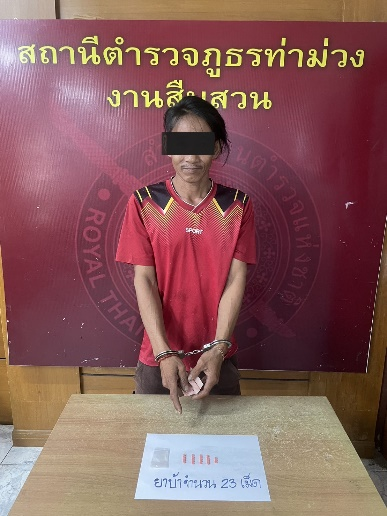 สถานีตำรวจภูธรท่าม่วง
งานสืบสวน
ROYAL THA
SPORT
ยาบ้าจำนวน 23 เม็ด